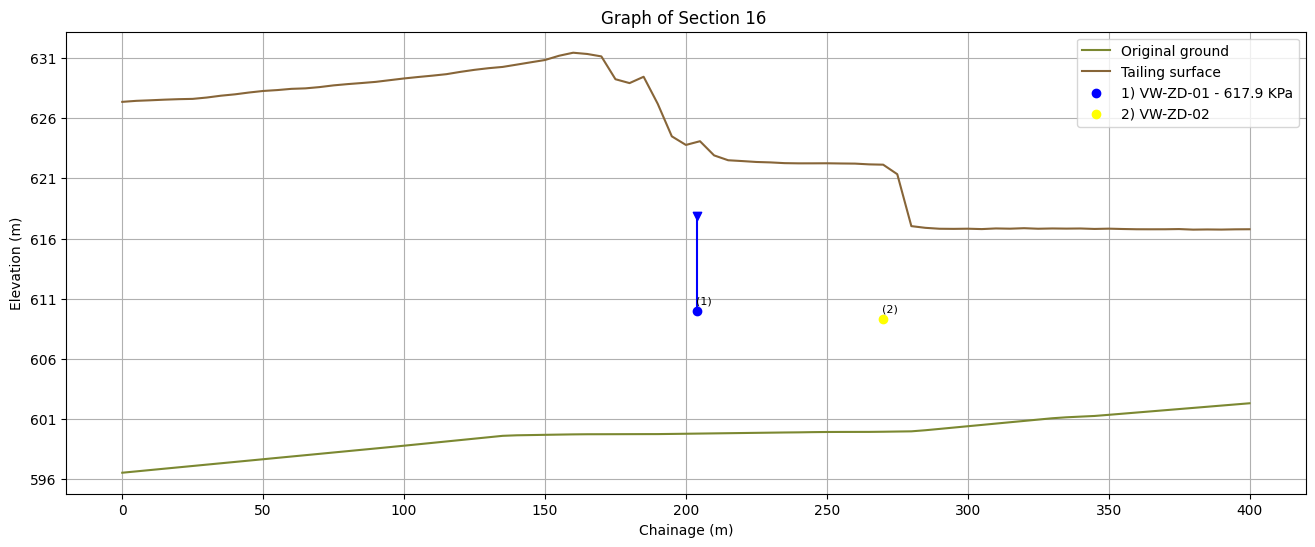 Graph of Section 16
Original ground
Tailing surface
1) VW-ZD-01 - 617.9 KPa
2) VW-ZD-02
631
626
621
616
611
606
601
596
Elevation (m)
(1)
(2)
0 50 100 150 200 250 300 350 400
Chainage (m)